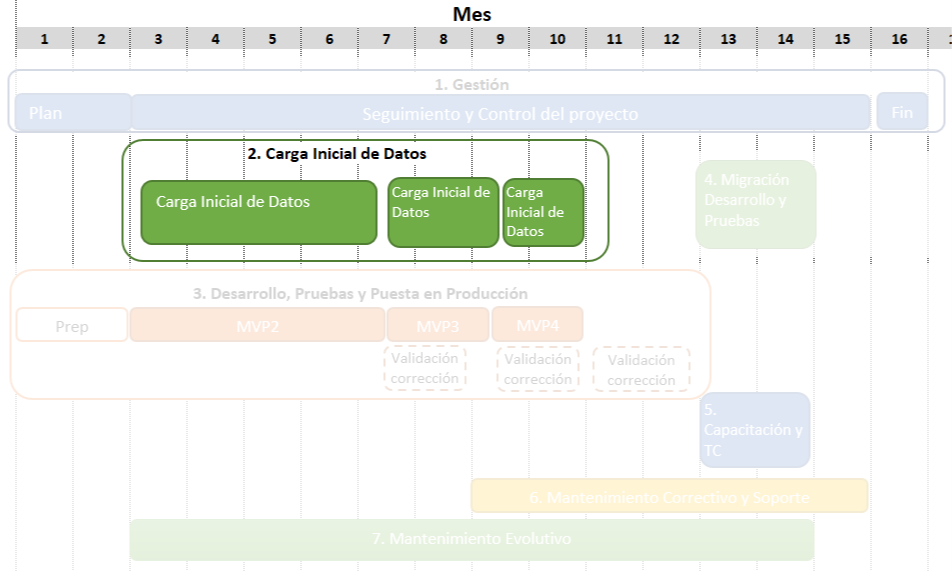 Mes
1 2 3 4 5 6 7 8 9 10 11 12 13 14 15 16 1
1. Gestión
Plan
Seguimiento y Control del proyecto
Fin
2. Carga Inicial de Datos
Carga Inicial de Datos
Carga Inicial de
Datos
Carga
Inicial de
Datos
4. Migración
Desarrollo y
Pruebas
3. Desarrollo, Pruebas y Puesta en Producción
Prep
MVP2
MVP3
MVP4
Validación
corrección
Validación
corrección
Validación
corrección
5.
Capacitación y
TC
6. Mantenimiento Correctivo y Soporte
7. Mantenimiento Evolutivo